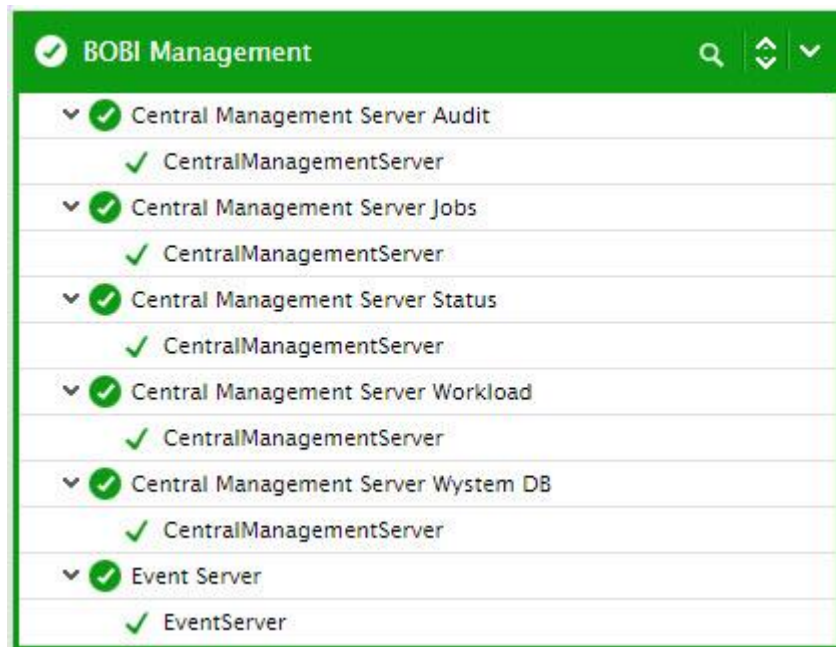 BOBI Management
Central Management Server Audit
CentralManagementServer
Central Management Server Jobs
CentralManagementServer
Central Management Server Status
CentralManagementServer
Central Management Server Workload
CentralManagementServer
Central Management Server Wystem DB
CentralManagementServer
Event Server
EventServer